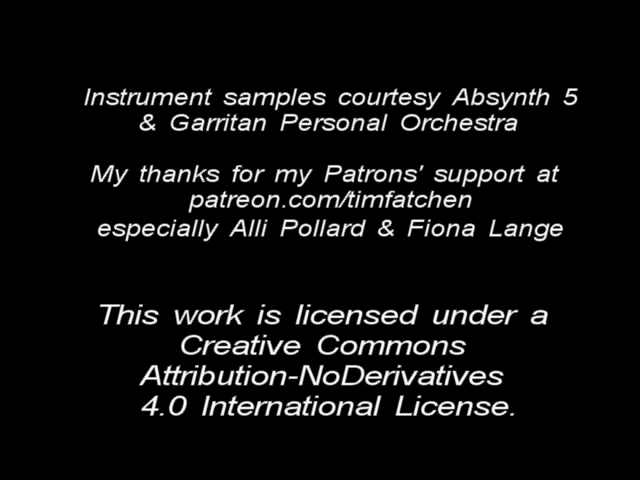 Instrument samples courtesy Absynth 5
& Garritan Personal Orchestra
My thanks for my Patrons' support at
patreon.com/timfatchen
especially Alli Pollard & Fiona Lange
This work is licensed under a
Creative Commons
Attribution-NoDerivatives
4.0 International License.